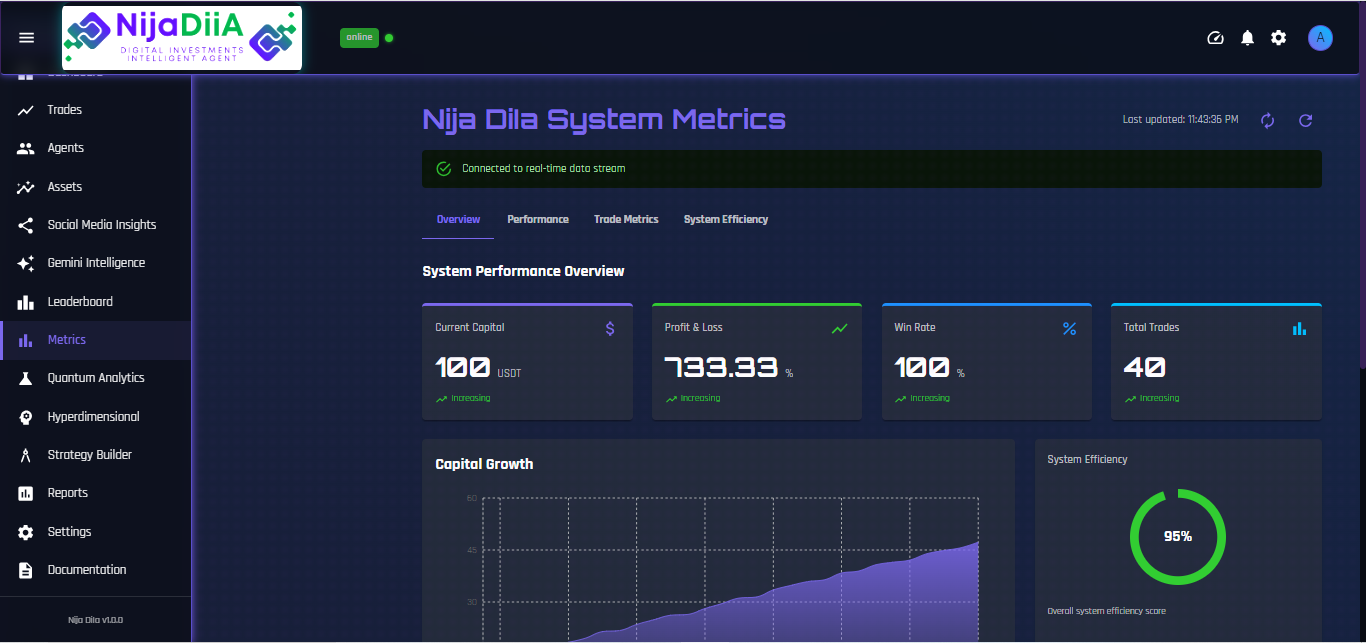 NijaDiiA
DIGITAL INVESTMENTS
INTELLIGENT AGENT
online
A
Dashboard
Trades
Agents
Assets
Social Media Insights
Gemini Intelligence
Leaderboard
Metrics
Quantum Analytics
Hyperdimensional
Strategy Builder
Reports
Settings
Documentation
Nija Diia v1.0.0
Nija Diia System Metrics
Last updated: 11:43:36 PM
Connected to real-time data stream
Overview Performance Trade Metrics System Efficiency
System Performance Overview
Current Capital $
100 USDT
Increasing
Profit & Loss
733.33 %
Increasing
Win Rate %
100 %
Increasing
Total Trades
40
Increasing
Capital Growth
60
45
30
System Efficiency
95%
Overall system efficiency score